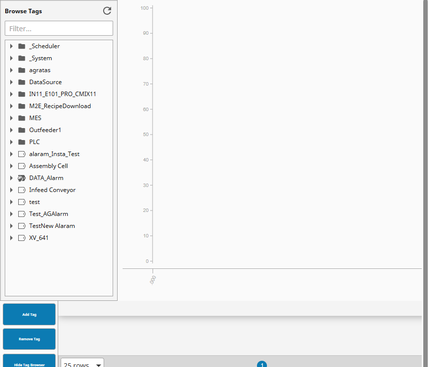 Browse Tags
Filter...
_Scheduler
_System
agratas
DataSource
IN11_E101_PRO_CMIX11
M2E_RecipeDownload
MES
Outfeeder1
PLC
alaram_Insta_Test
Assembly Cell
DATA_Alarm
Infeed Conveyor
test
Test_AGAlarm
TestNew Alaram
XV_641
Add Tag
Remove Tag
Hide Tag Browser
100
90
80
70
60
50
40
30
20
10
0
25 rows
1